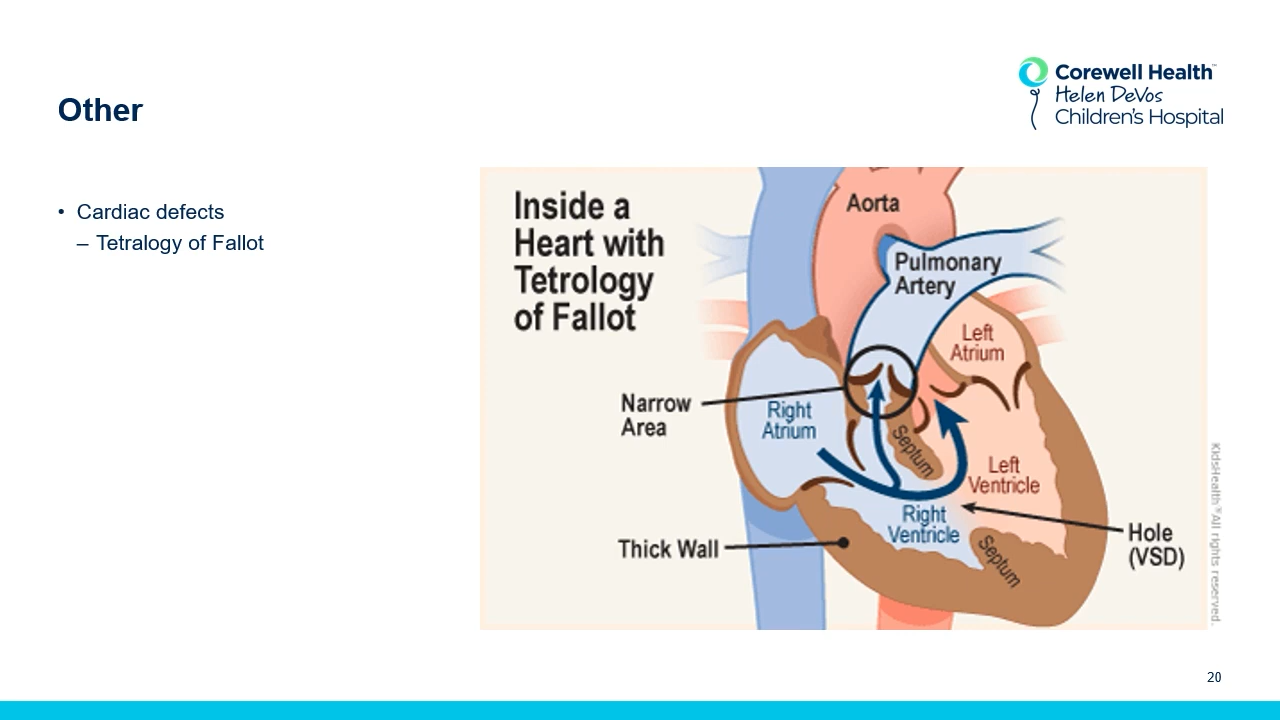 Other
Corewell Health™
Helen DeVos
Children's Hospital
• Cardiac defects
– Tetralogy of Fallot
Inside a
Heart with
Tetrology
of Fallot
Aorta
Pulmonary
Artery
Left
Atrium
Narrow
Area
Right
Atrium
Septum
Left
Ventricle
Right
Ventricle
Thick Wall
Septum
Hole
(VSD)
KidsHealth® All rights reserved.
20